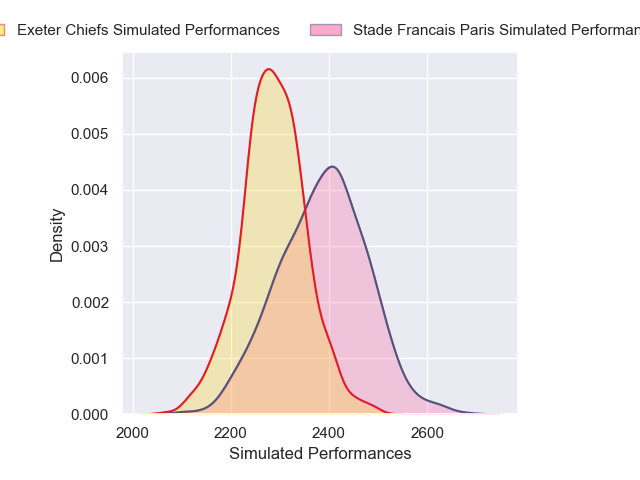 Exeter Chiefs Simulated Performances Stade Francais Paris Simulated
0.006
0.005
0.004
0.003
0.002
0.001
0.000
Density
2000 2200 2400 2600
Simulated Performances